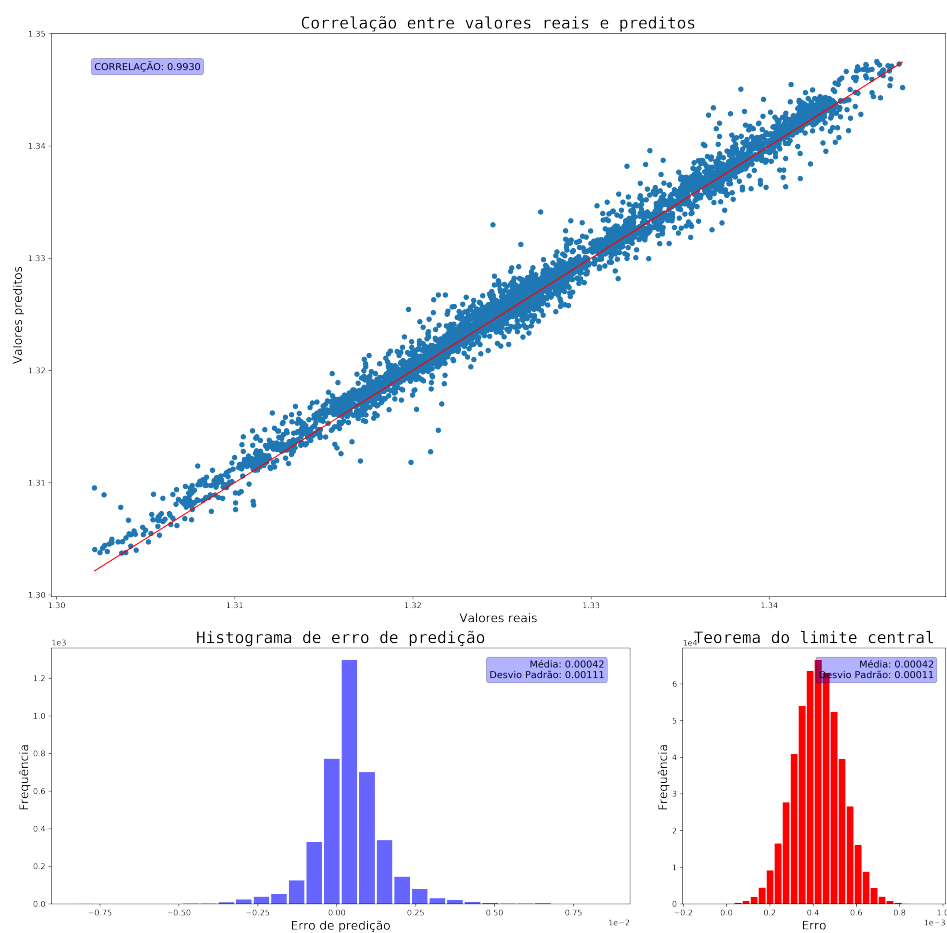 Correlação entre valores reais e preditos
1.35
CORRELAÇÃO: 0.9930
1.34
1.33
Valores preditos
1.32
1.31
1.30
1.30 1.31 1.32 1.33 1.34
Valores reais
Histograma de erro de predição
1e3
Média: 0.00042
Desvio Padrão: 0.00111
1.2
1.0
0.8
Frequência
0.6
0.4
0.2
0.0
−0.75 −0.50 −0.25 0.00 0.25 0.50 0.75
1e−2
Erro de predição
Teorema do limite central
1e4
Média: 0.00042
Desvio Padrão: 0.00011
6
5
4
Frequência
3
2
1
0
−0.2 0.0 0.2 0.4 0.6 0.8 1.0
1e−3
Erro